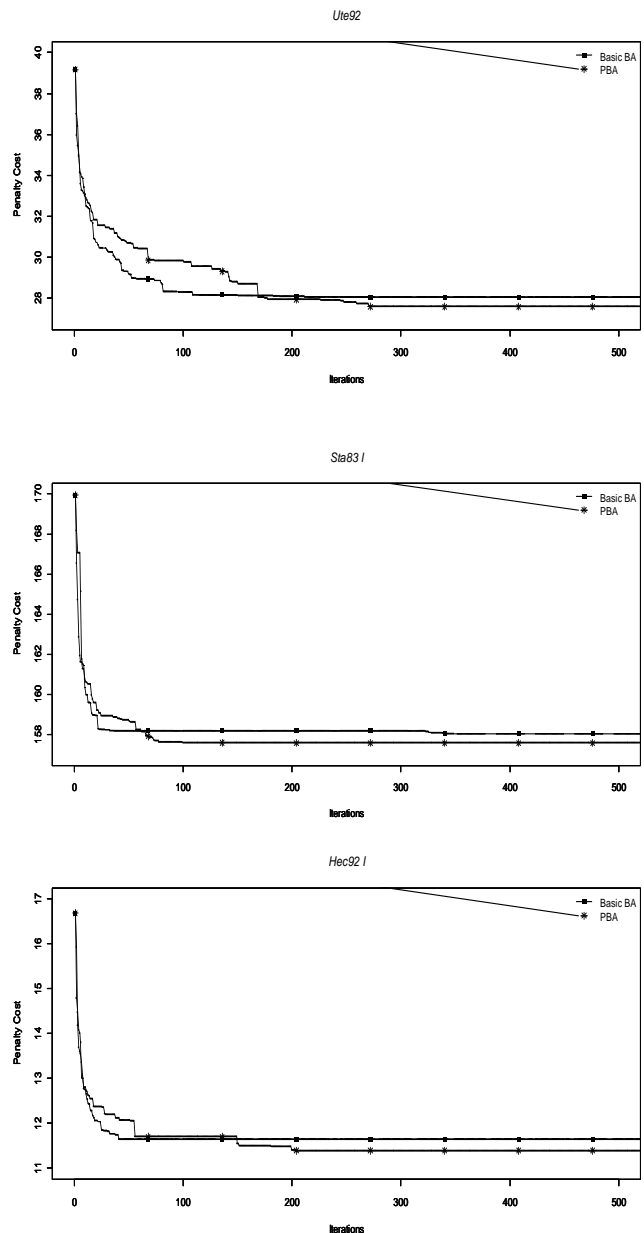 Ute92
40
38
36
34
32
30
28
Penalty Cost
Basic BA
PBA
0
100
200
300
400
500
Iterations
Sta83 I
170
168
166
164
162
160
158
Penalty Cost
Basic BA
PBA
0
100
200
300
400
500
Iterations
Hec92 I
17
16
15
14
13
12
11
Penalty Cost
Basic BA
PBA
0
100
200
300
400
500
Iterations